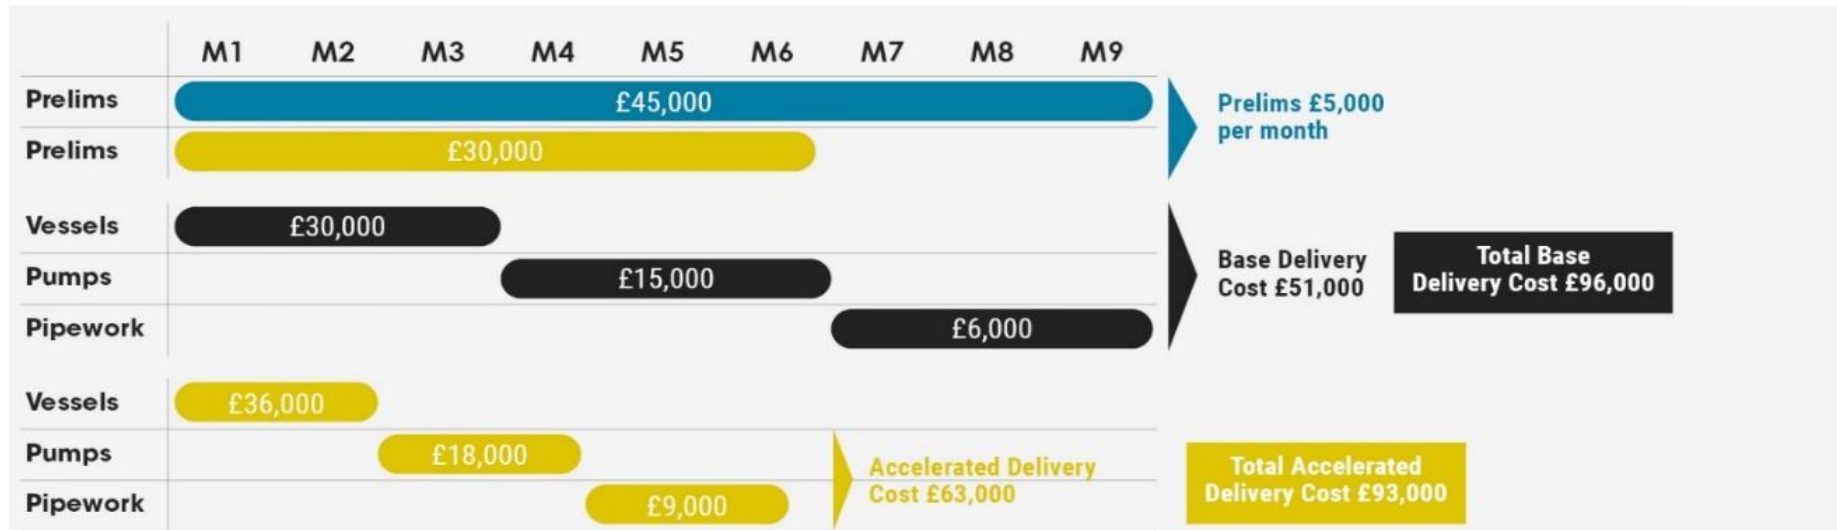 M1 M2 M3 M4 M5 M6 M7 M8 M9
Prelims £45,000
Prelims £30,000
Prelims £5,000
per month
Vessels £30,000
Pumps £15,000
Pipework £6,000
Base Delivery
Cost £51,000
Total Base
Delivery Cost £96,000
Vessels £36,000
Pumps £18,000
Pipework £9,000
Accelerated Delivery
Cost £63,000
Total Accelerated
Delivery Cost £93,000